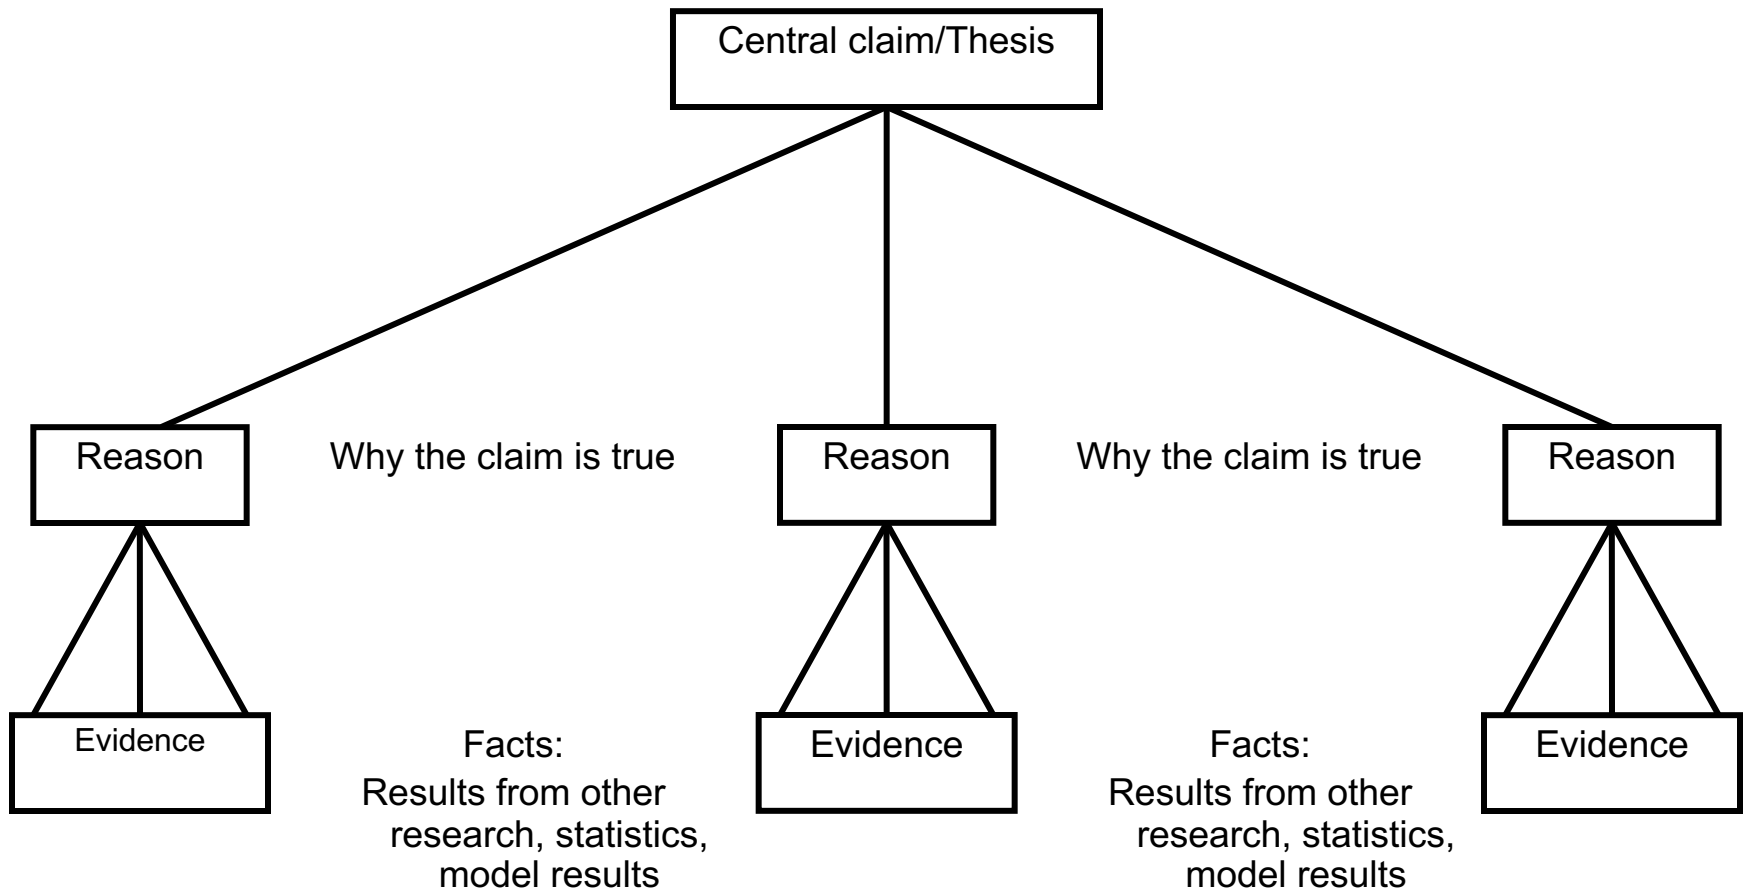 Central claim/Thesis
Reason
Why the claim is true
Reason
Why the claim is true
Reason
Evidence
Facts:
Results from other
research, statistics,
model results
Evidence
Facts:
Results from other
research, statistics,
model results
Evidence